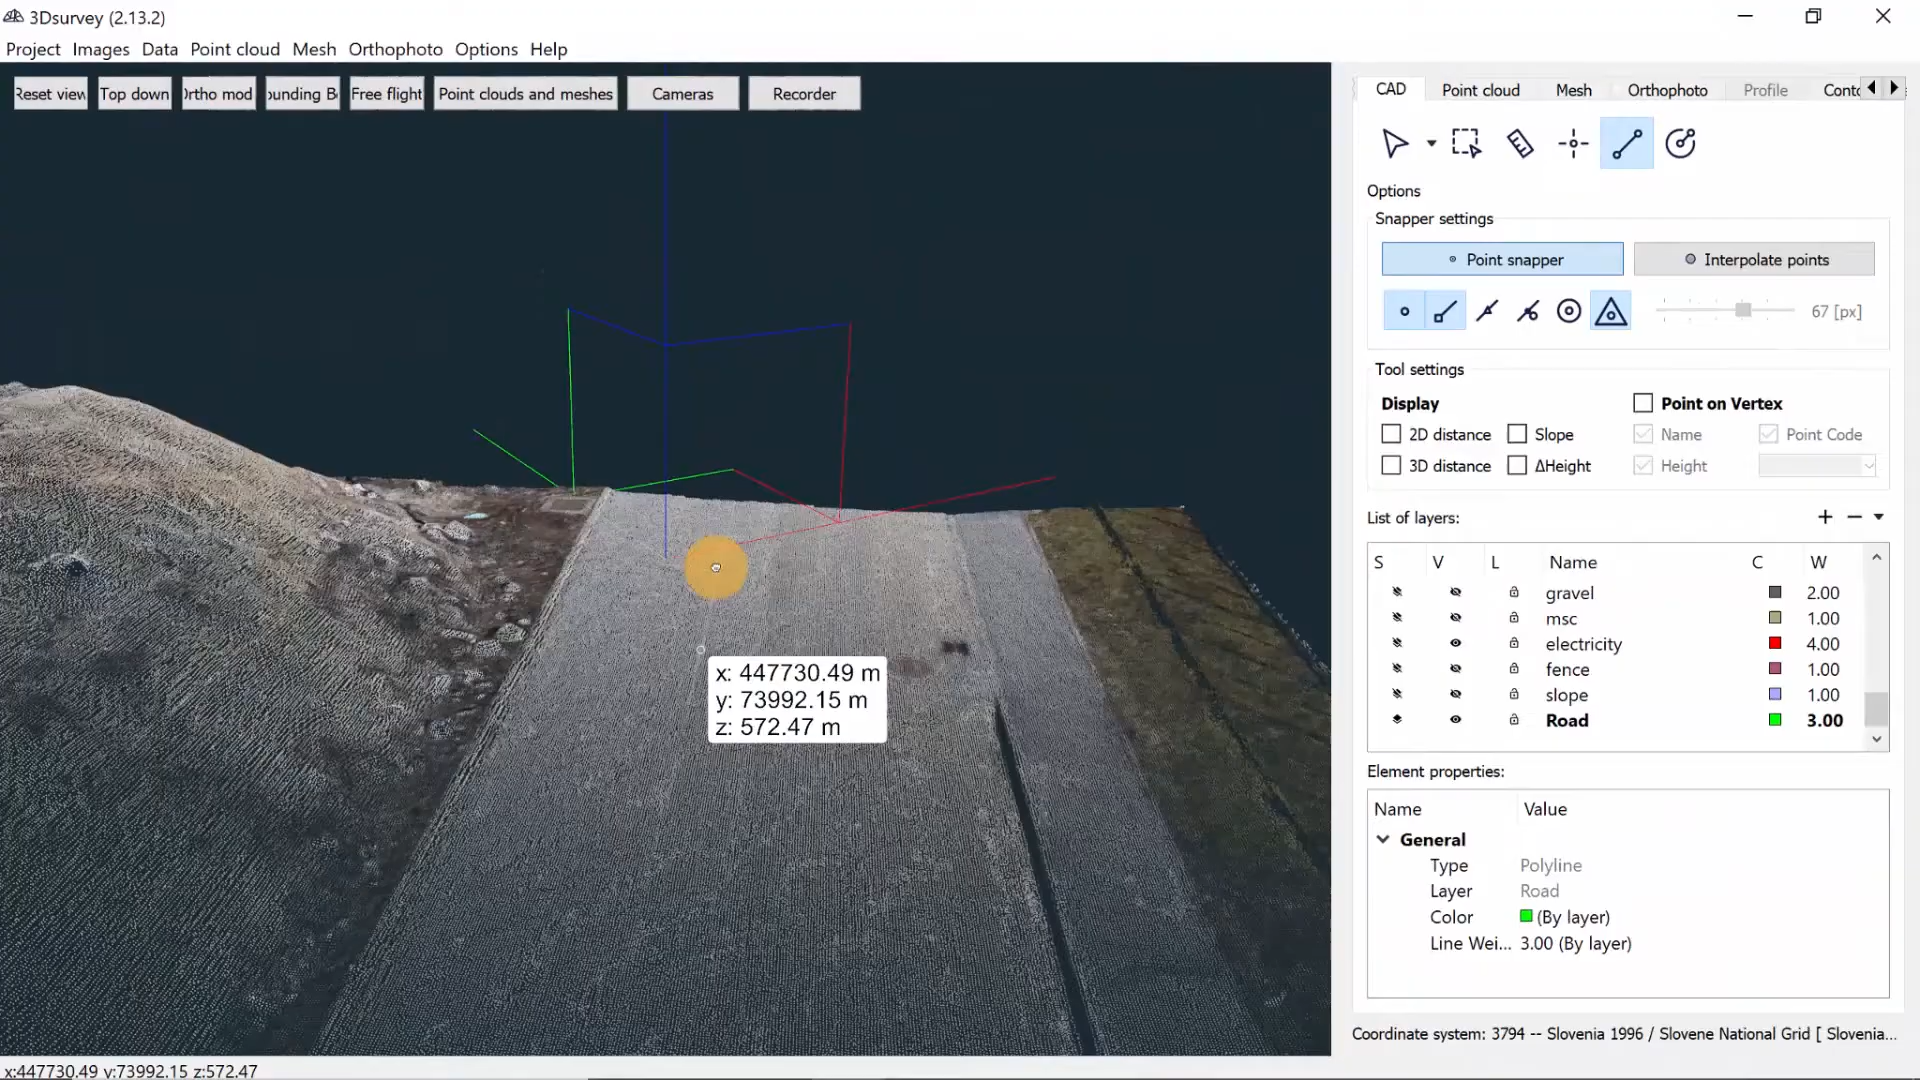 3Dsurvey (2.13.2)
Project Images Data Point cloud Mesh Orthophoto Options Help
Reset view Top down Ortho mod ounding B Free flight Point clouds and meshes Cameras Recorder
CAD Point cloud Mesh Orthophoto Profile Conto
Options
Snapper settings
Point snapper Interpolate points
67 [px]
Tool settings
Display Point on Vertex
2D distance Slope Name Point Code
3D distance ΔHeight Height
List of layers:
S V L Name C W
gravel 2.00
msc 1.00
electricity 4.00
fence 1.00
slope 1.00
Road 3.00
Element properties:
Name Value
General
Type Polyline
Layer Road
Color (By layer)
Line Wei... 3.00 (By layer)
Coordinate system: 3794 -- Slovenia 1996 / Slovene National Grid [ Slovenia...
x: 447730.49 m
y: 73992.15 m
z: 572.47 m
x:447730.49 y:73992.15 z:572.47